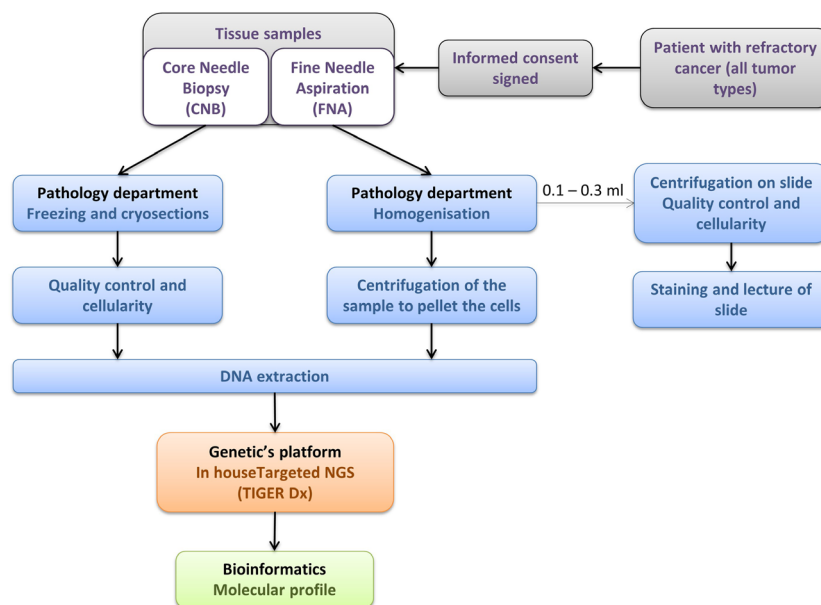 Tissue samples
Core Needle
Biopsy
(CNB)
Fine Needle
Aspiration
(FNA)
Informed consent
signed
Patient with refractory
cancer (all tumor
types)
Pathology department
Freezing and cryosections
Pathology department
Homogenisation
0.1 – 0.3 ml
Centrifugation on slide
Quality control and
cellularity
Quality control and
cellularity
Centrifugation of the
sample to pellet the cells
Staining and lecture of
slide
DNA extraction
Genetic's platform
In houseTargeted NGS
(TIGER Dx)
Bioinformatics
Molecular profile